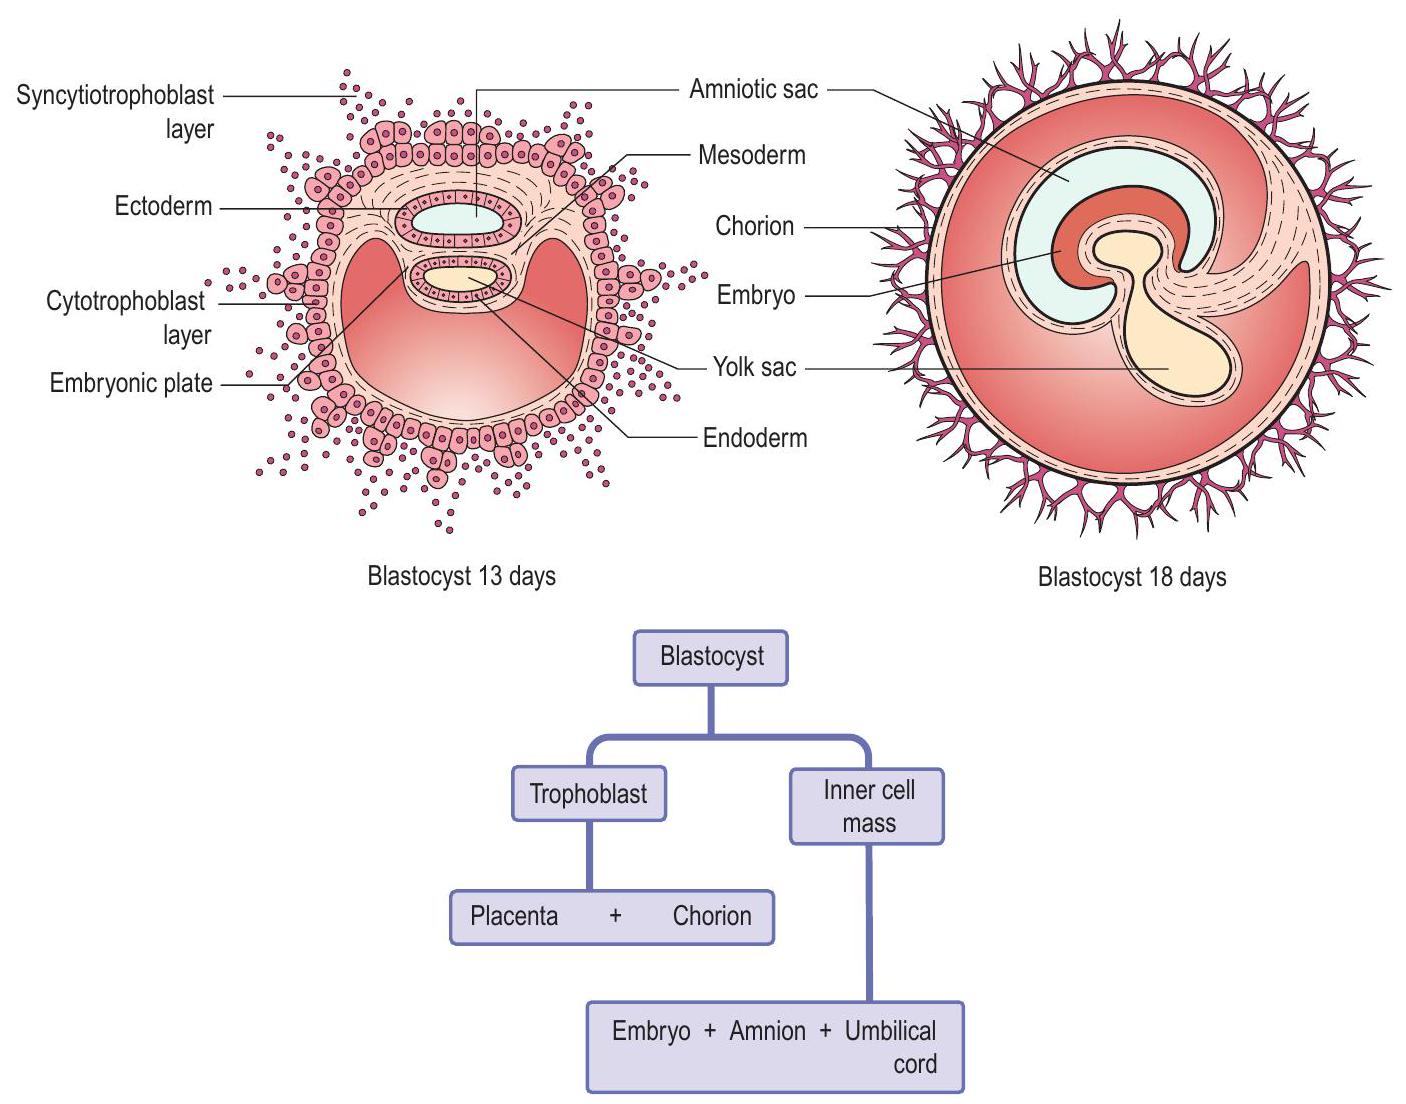 Syncytiotrophoblast
layer
Ectoderm
Cytotrophoblast
layer
Embryonic plate
Amniotic sac
Mesoderm
Chorion
Embryo
Yolk sac
Endoderm
Blastocyst 13 days
Blastocyst 18 days
Blastocyst
Trophoblast
Inner cell
mass
Placenta + Chorion
Embryo + Amnion + Umbilical
cord